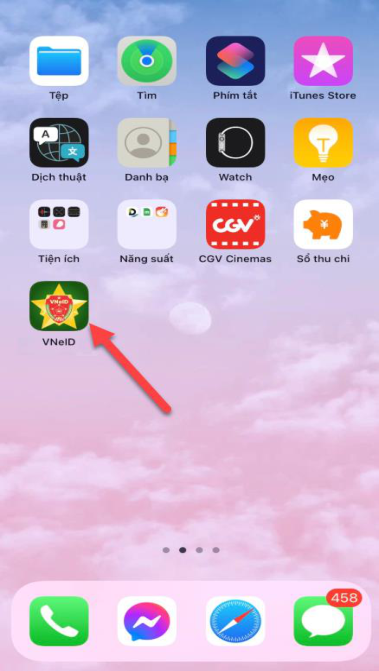 Tệp
Tìm
Phím tắt
iTunes Store
A
文
Dịch thuật
Danh bạ
Watch
T
Mẹo
CGV
¥
Tiện ích
Năng suất
CGV Cinemas
Sổ thu chi
VNeID
VNeID
458